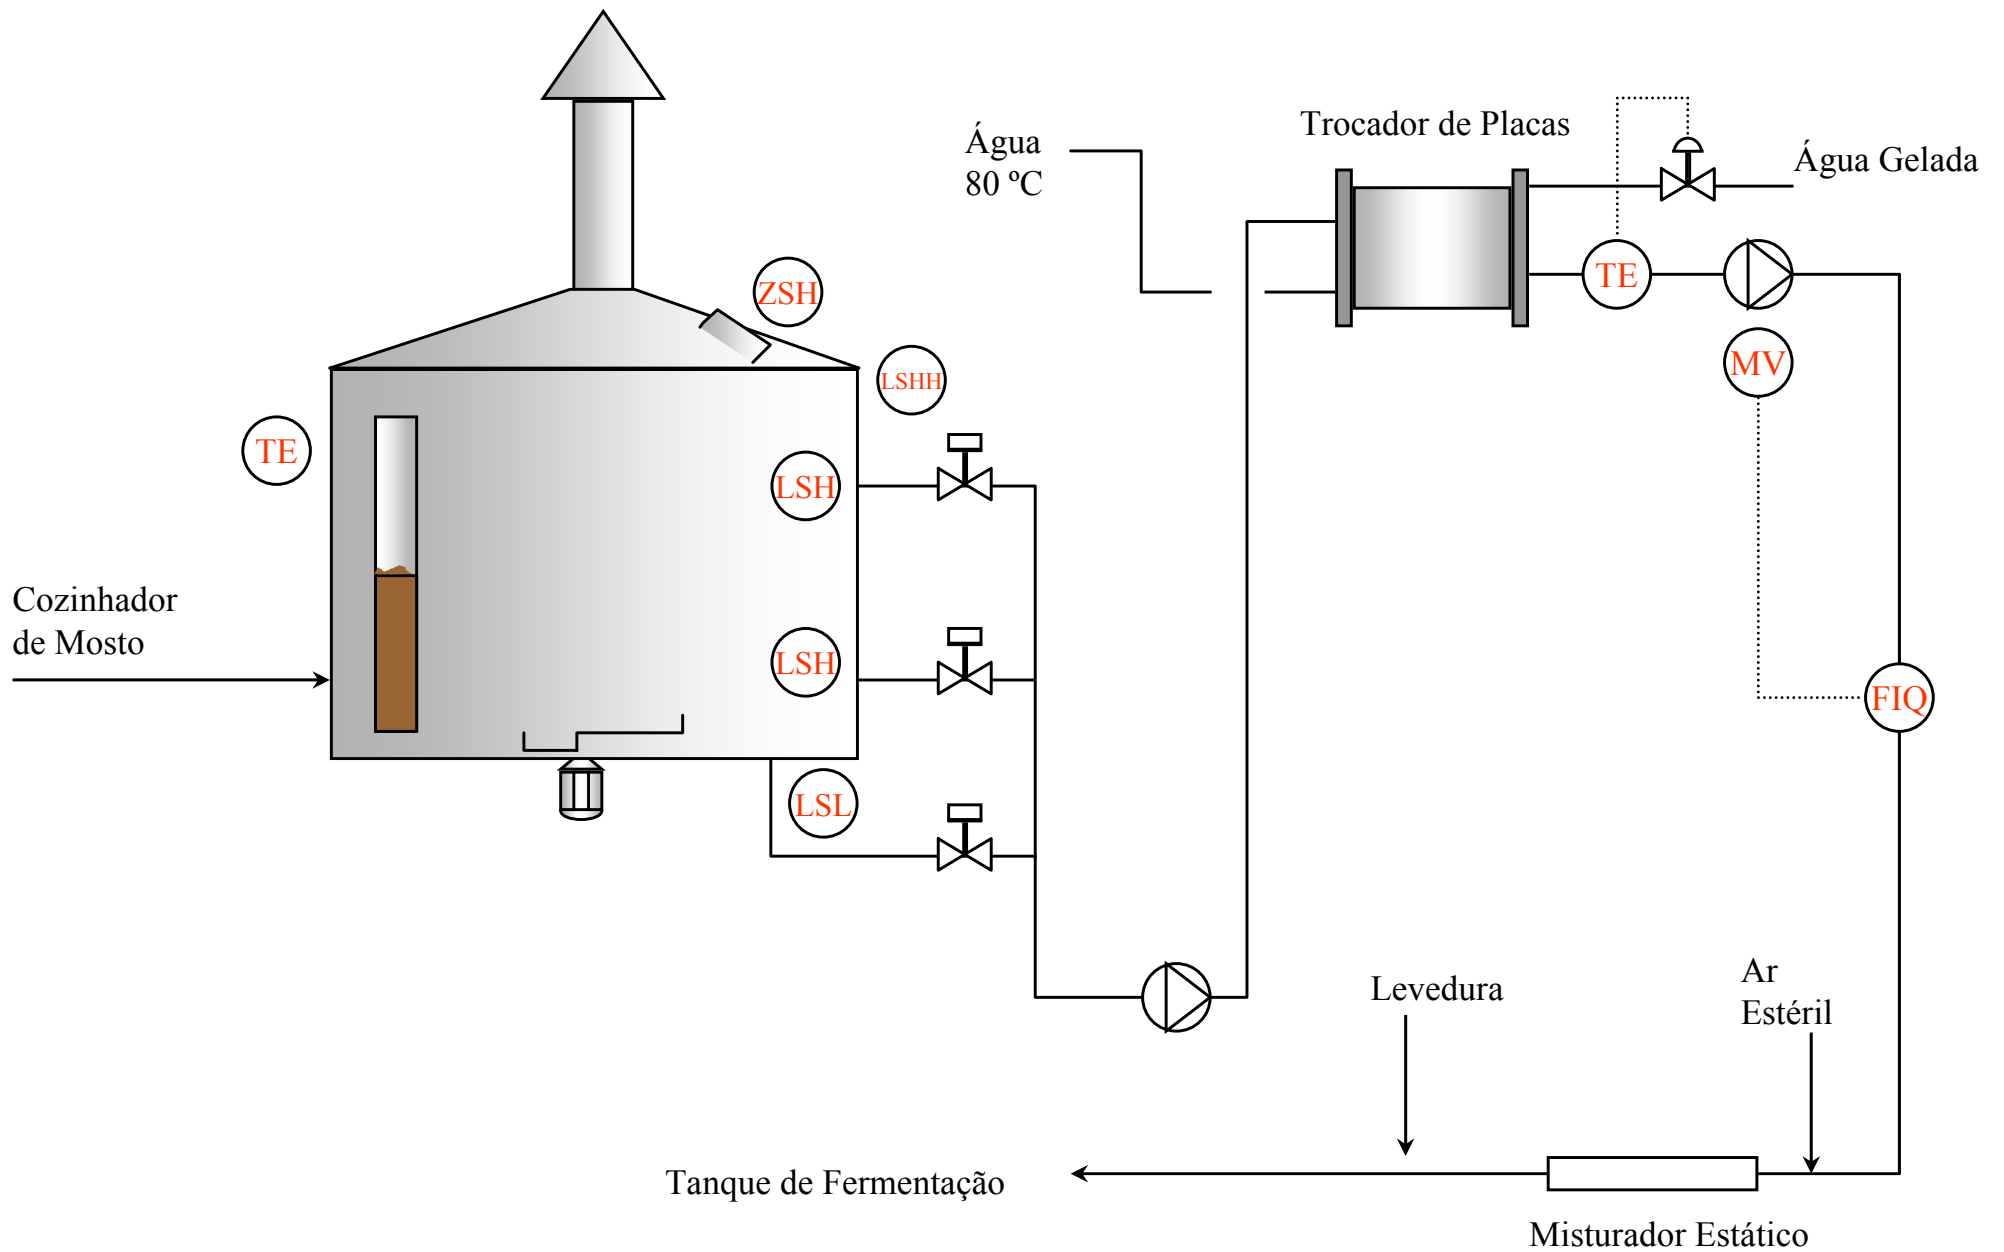 Trocador de Placas
Água
80 ºC
Água Gelada
TE
ZSH
MV
LSHH
TE
LSH
Cozinhador
de Mosto
LSH
FIQ
LSL
Levedura
Ar
Estéril
Tanque de Fermentação
Misturador Estático